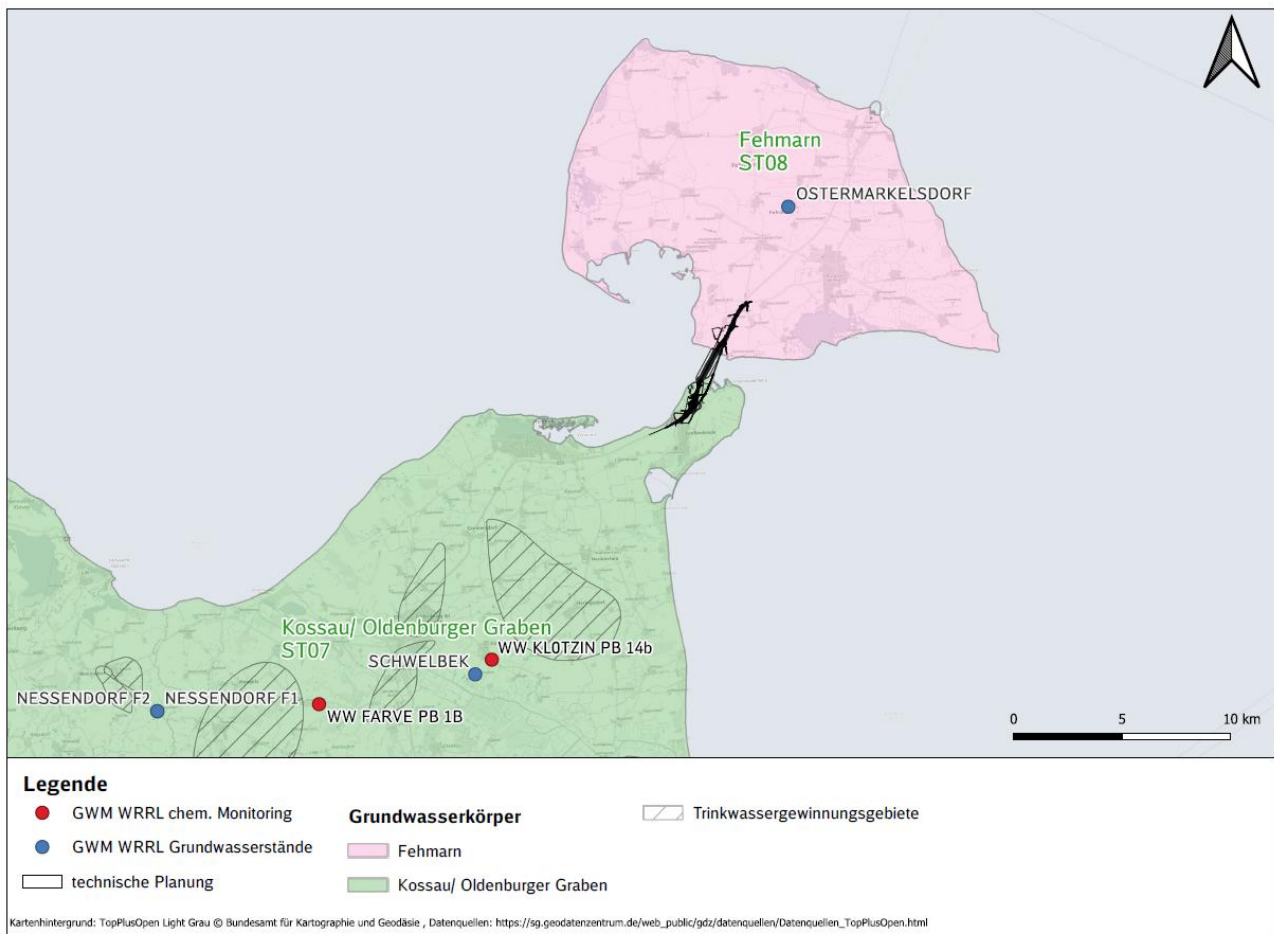 Fehmarn
ST08
OSTERMARKELSDORF
Kossau/ Oldenburger Graben
ST07
WW KLOTZIN PB 14b
SCHWELBEK
NESSENDORF F2
NESSENDORF F1
WW FARVE PB 1B
0
5
10 km
Legende
GWM WRRL chem. Monitoring
GWM WRRL Grundwasserstände
technische Planung
Grundwasserkörper
Fehmarn
Kossau/ Oldenburger Graben
Trinkwassergewinnungsgebiete
Kartenhintergrund: TopPlusOpen Light Grau © Bundesamt für Kartographie und Geodäsie , Datenquellen: https://sg.geodatenzentrum.de/web_public/gdz/datenquellen/Datenquellen_TopPlusOpen.html